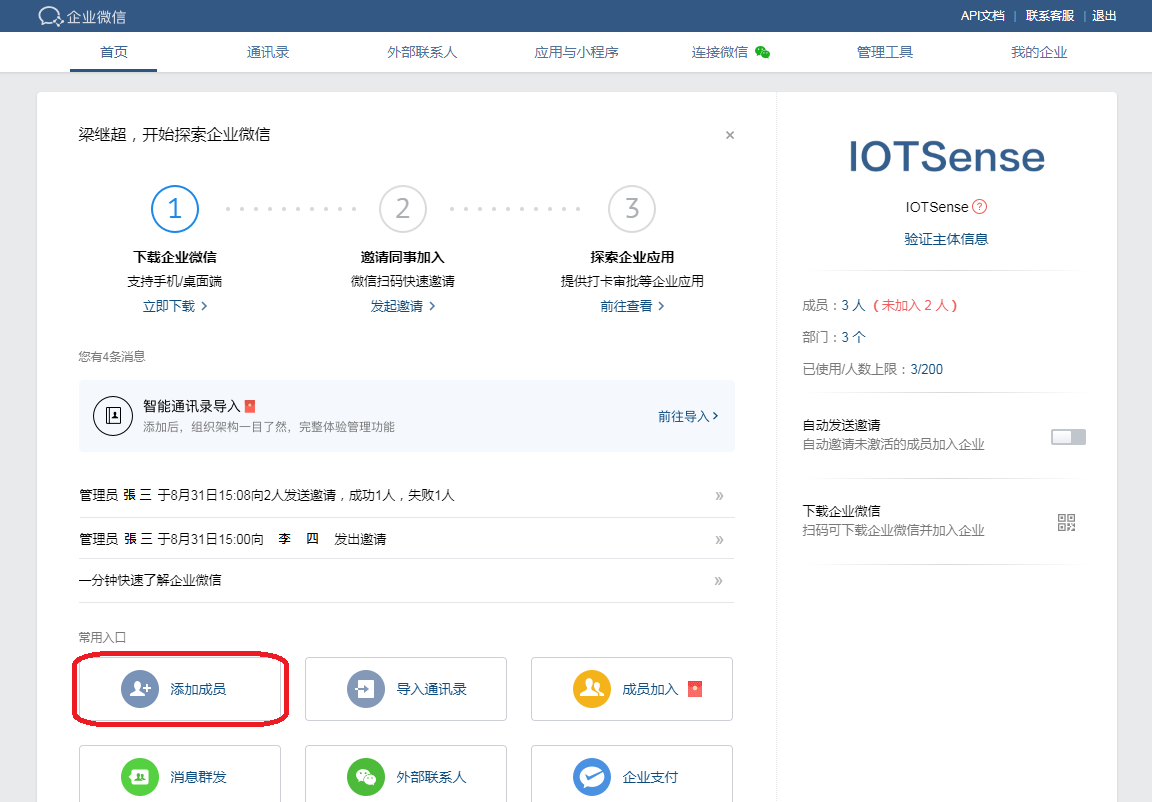 企业微信
API文档 | 联系客服 | 退出
首页 通讯录 外部联系人 应用与小程序 连接微信 管理工具 我的企业
梁继超，开始探索企业微信 ×
1 2 3
下载企业微信 邀请同事加入 探索企业应用
支持手机/桌面端 微信扫码快速邀请 提供打卡审批等企业应用
立即下载 > 发起邀请 > 前往查看 >
您有4条消息
智能通讯录导入
添加后，组织架构一目了然，完整体验管理功能
前往导入 >
管理员 張 三 于8月31日15:08向2人发送邀请，成功1人，失败1人 »
管理员 張 三 于8月31日15:00向 李 四 发出邀请 »
一分钟快速了解企业微信 »
常用入口
添加成员 导入通讯录 成员加入
消息群发 外部联系人 企业支付
IOTSense
IOTSense ?
验证主体信息
成员：3 人（未加入 2 人）
部门：3 个
已使用/人数上限：3/200
自动发送邀请
自动邀请未激活的成员加入企业
下载企业微信
扫码可下载企业微信并加入企业